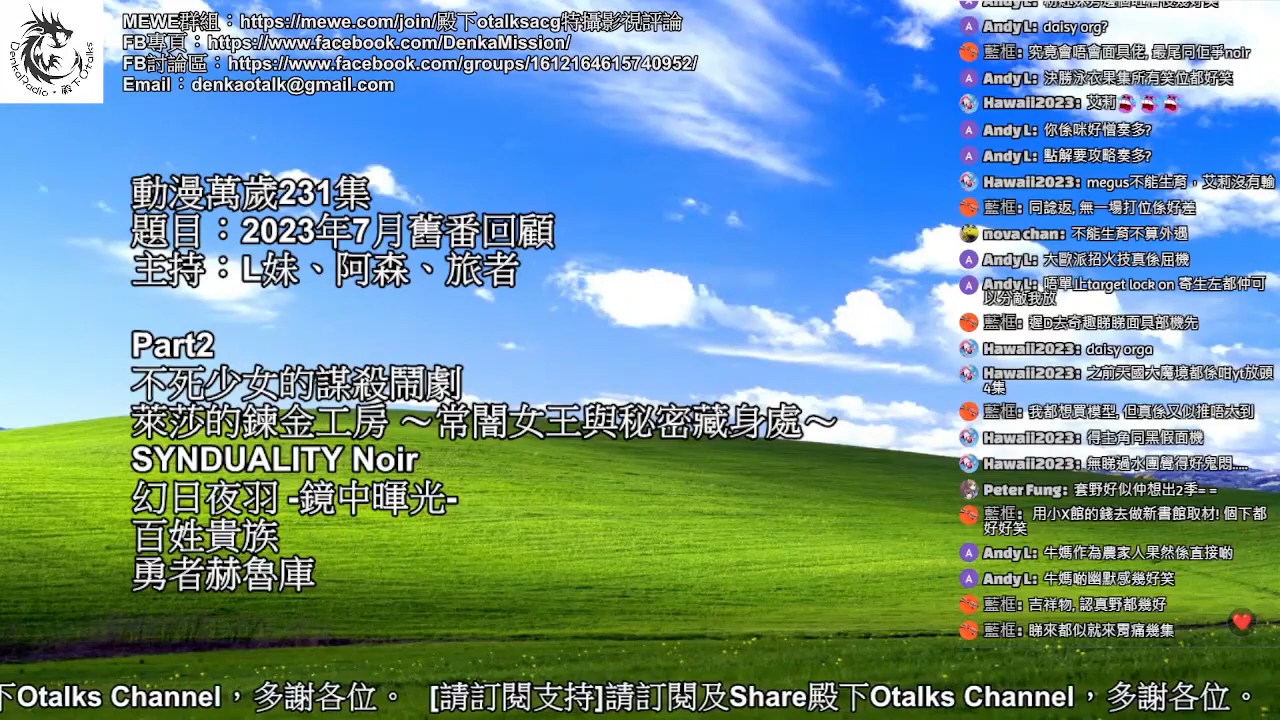 MEWE群組：https://mewe.com/join/殿下otalksacg特攝影視評論
FB專頁：https://www.facebook.com/DenkaMission/
FB討論區：https://www.facebook.com/groups/1612164615740952/
Email：denkaotalk@gmail.com
動漫萬歲231集
題目：2023年7月舊番回顧
主持：L妹、阿森、旅者
Part2
不死少女的謀殺鬧劇
萊莎的鍊金工房 ～常闇女王與秘密藏身處～
SYNDUALITY Noir
幻日夜羽 -鏡中暉光-
百姓貴族
勇者赫魯庫
Andy L: daisy org?
藍框: 究竟會唔會面具佬, 最尾同佢爭noir
Andy L: 決勝泳衣果集所有笑位都好笑
Hawaii2023: 艾莉
Andy L: 你係咪好憎奏多?
Andy L: 點解要攻略奏多?
Hawaii2023: megus不能生育，艾莉沒有輸
藍框: 同諗返, 無一場打位係好差
nova chan: 不能生育不算外遇
Andy L: 大歐派招火技真係屈機
Andy L: 唔單止target lock on 寄生左都仲可
以分敵我放
藍框: 遲D去奇趣睇睇面具部機先
Hawaii2023: daisy orga
Hawaii2023: 之前天國大魔境都係咁yt放頭
4集
藍框: 我都想買模型, 但真係又似推唔太到
Hawaii2023: 得主角同黑假面機
Hawaii2023: 無睇過水團覺得好鬼悶.....
Peter Fung: 套野好似仲想出2季= =
藍框: 用小X館的錢去做新書館取材! 個下都
好好笑
Andy L: 牛媽作為農家人果然係直接啲
Andy L: 牛媽啲幽默感幾好笑
藍框: 吉祥物, 認真野都幾好
藍框: 睇來都似就來胃痛幾集
下Otalks Channel，多謝各位。 [請訂閱支持]請訂閱及Share殿下Otalks Channel，多謝各位。